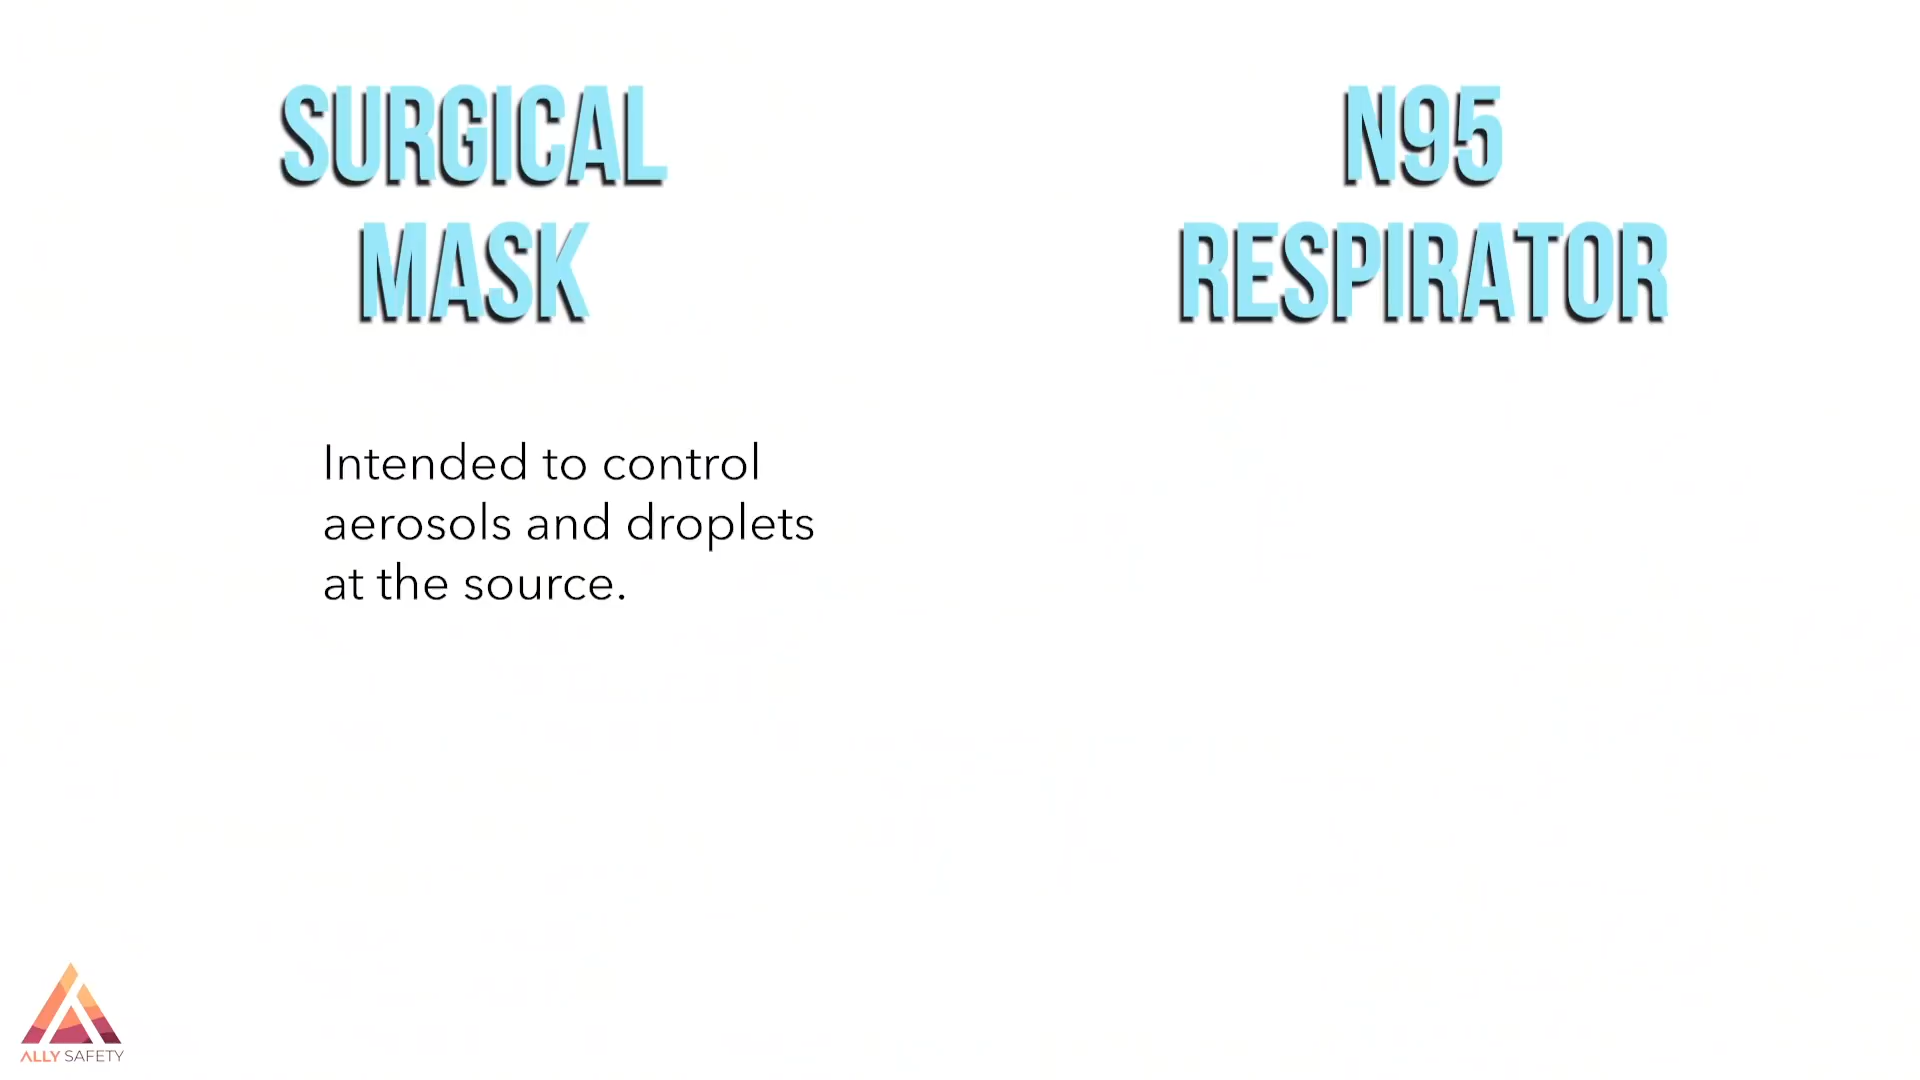 SURGICAL
MASK
N95
RESPIRATOR
Intended to control
aerosols and droplets
at the source.
ALLY SAFETY